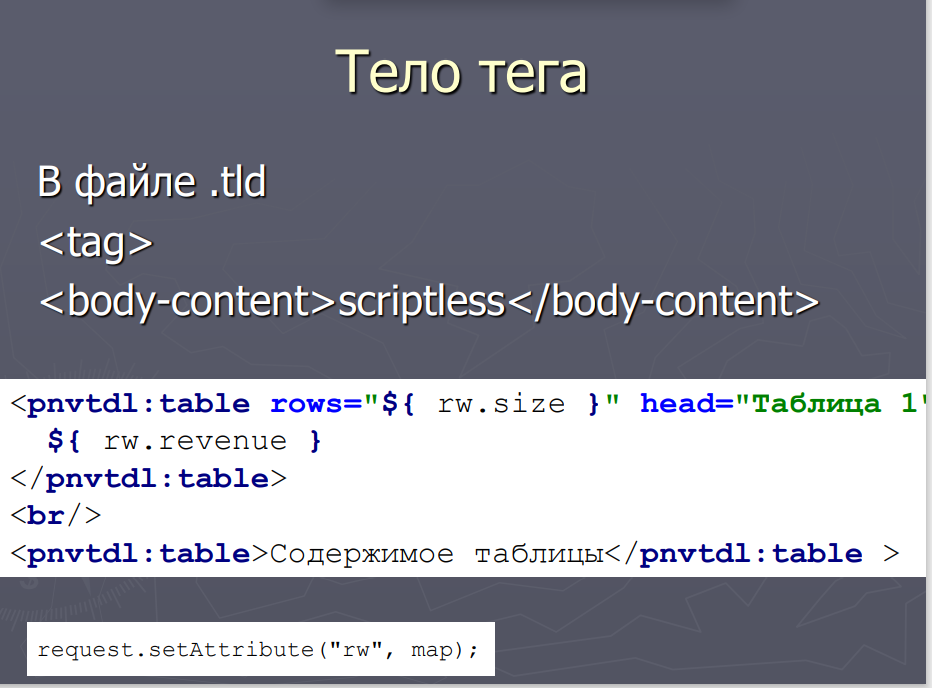 Тело тега
В файле .tld
<tag>
<body-content>scriptless</body-content>
<pnvtdl:table rows="${ rw.size }" head="Таблица 1"
${ rw.revenue }
</pnvtdl:table>
<br/>
<pnvtdl:table>Содержимое таблицы</pnvtdl:table >
request.setAttribute("rw", map);